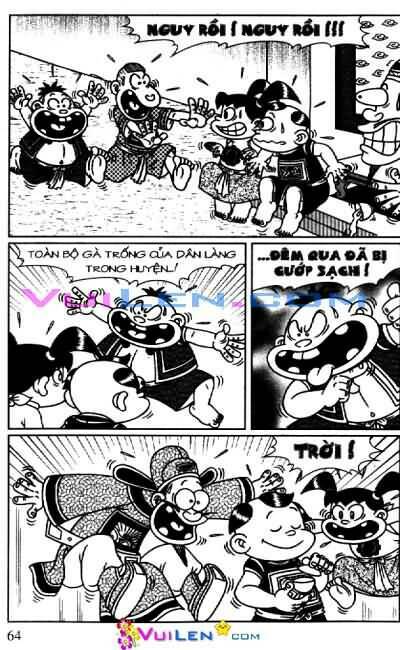 NGUY RỒI ! NGUY RỒI !!!
TOÀN BỘ GÀ TRỐNG CỦA DÂN LÀNG
TRONG HUYỆN..!
...ĐÊM QUA ĐÃ BỊ
CƯỚP SẠCH !
VUILEN.COM
TRỜI !
64
VUILEN.COM